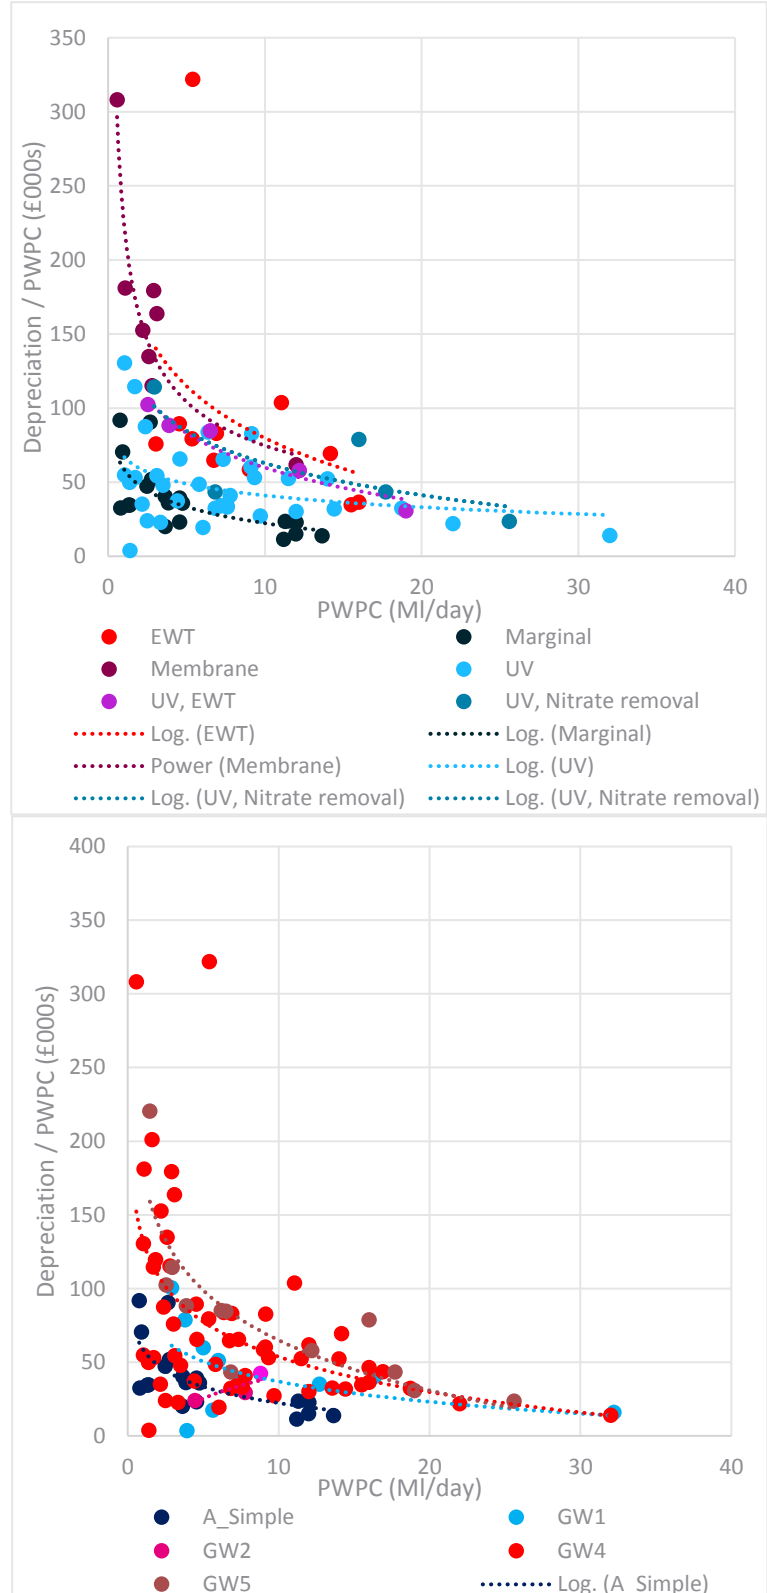 350
300
250
200
150
100
50
0
Depreciation / PWPC (£000s)
0 10 20 30 40
PWPC (Ml/day)
EWT Marginal
Membrane UV
UV, EWT UV, Nitrate removal
Log. (EWT) Log. (Marginal)
Power (Membrane) Log. (UV)
Log. (UV, Nitrate removal) Log. (UV, Nitrate removal)
400
350
300
250
200
150
100
50
0
Depreciation / PWPC (£000s)
0 10 20 30 40
PWPC (Ml/day)
A_Simple GW1
GW2 GW4
GW5 Log. (A_Simple)